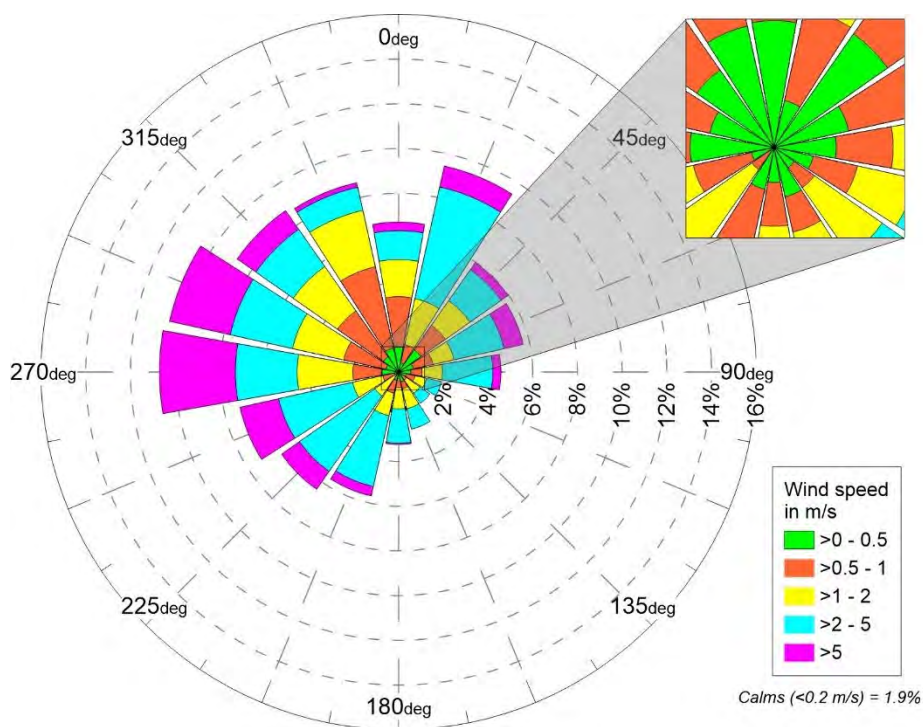 0deg
315deg
45deg
270deg
90deg
2%
4%
6%
8%
10%
12%
14%
16%
225deg
135deg
180deg
Wind speed
in m/s
>0 - 0.5
>0.5 - 1
>1 - 2
>2 - 5
>5
Calms (<0.2 m/s) = 1.9%